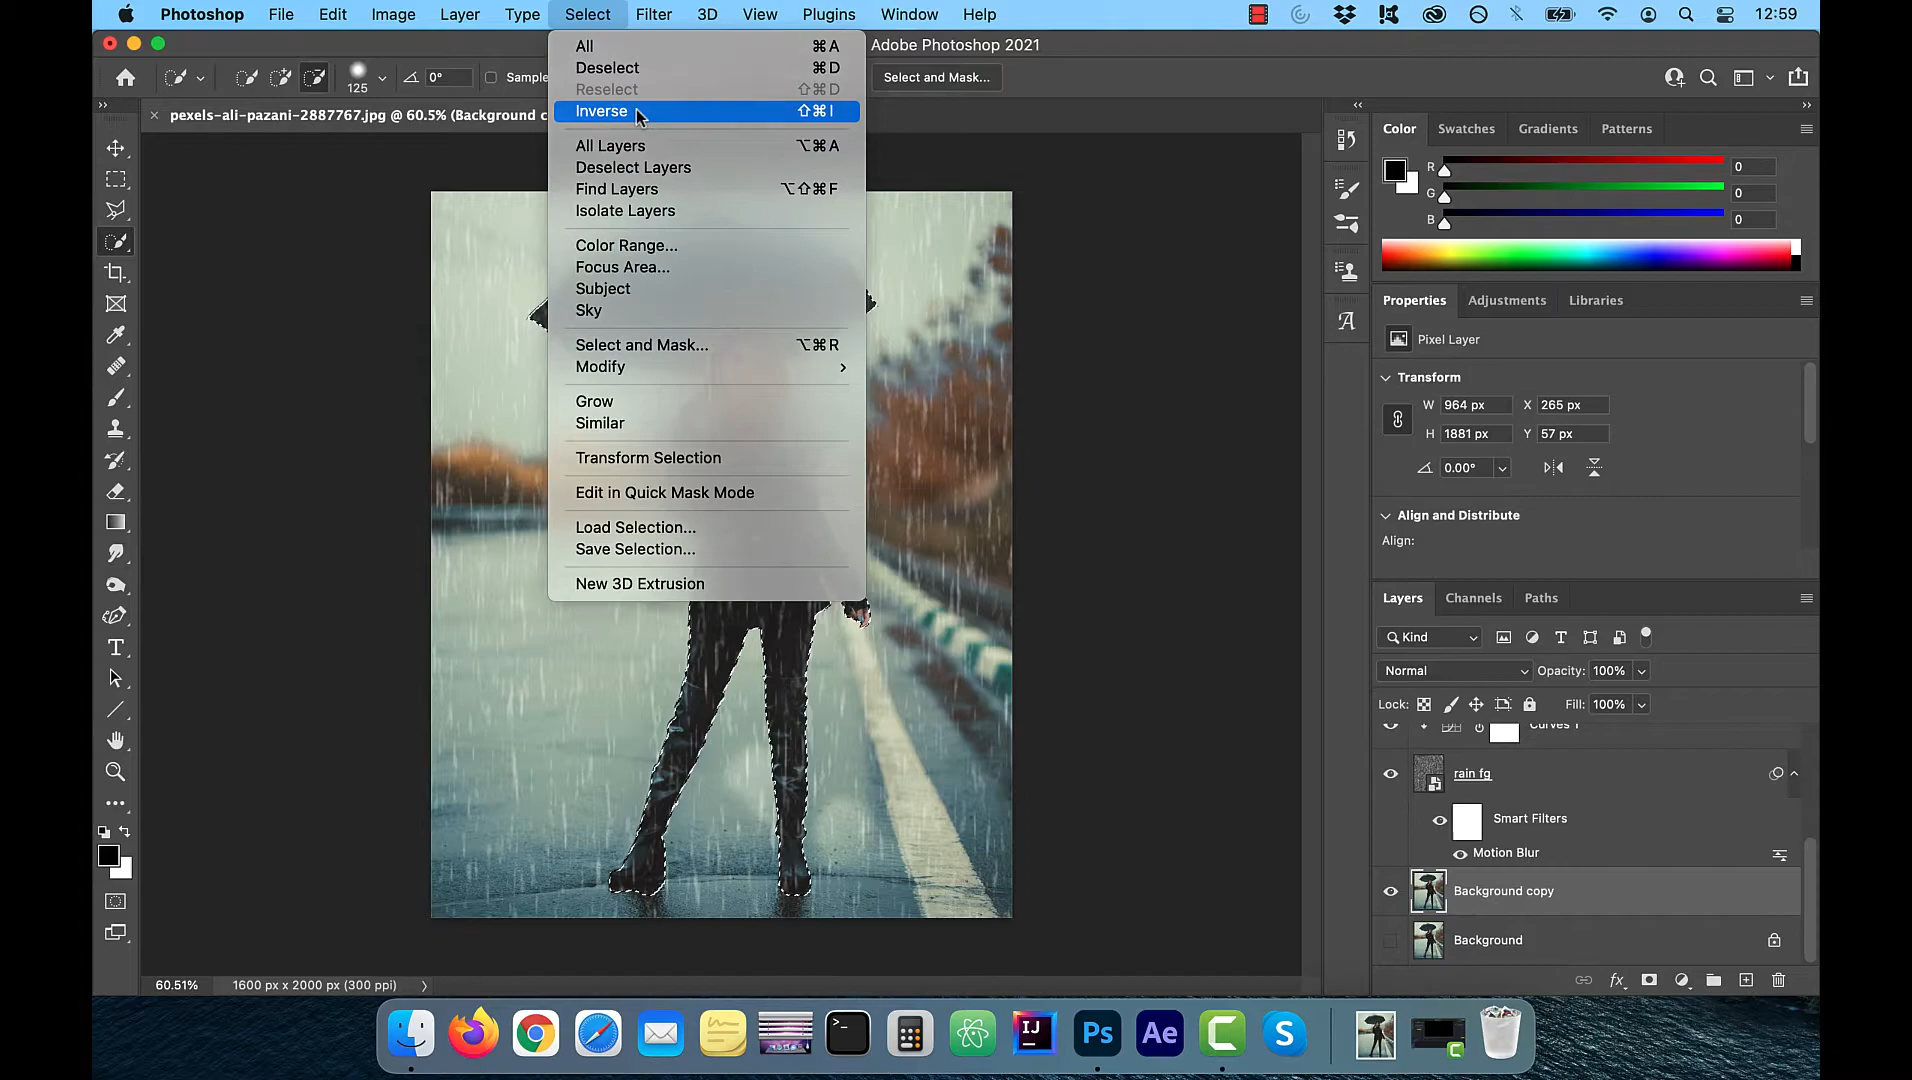 Photoshop File Edit Image Layer Type Select Filter 3D View Plugins Window Help 12:59
Adobe Photoshop 2021
125 0° Sample Select and Mask...
× pexels-ali-pazani-2887767.jpg @ 60.5% (Background c
All ⌘A
Deselect ⌘D
Reselect ⇧⌘D
Inverse ⇧⌘I
All Layers ⌥⌘A
Deselect Layers
Find Layers ⌥⇧⌘F
Isolate Layers
Color Range...
Focus Area...
Subject
Sky
Select and Mask... ⌥⌘R
Modify
Grow
Similar
Transform Selection
Edit in Quick Mask Mode
Load Selection...
Save Selection...
New 3D Extrusion
Color Swatches Gradients Patterns
R 0
G 0
B 0
Properties Adjustments Libraries
Pixel Layer
Transform
W 964 px X 265 px
H 1881 px Y 57 px
0.00°
Align and Distribute
Align:
Layers Channels Paths
Kind
Normal Opacity: 100%
Lock: Fill: 100%
Curves 1
rain fg
Smart Filters
Motion Blur
Background copy
Background
fx
60.51% 1600 px x 2000 px (300 ppi)
IJ Ps Ae C S